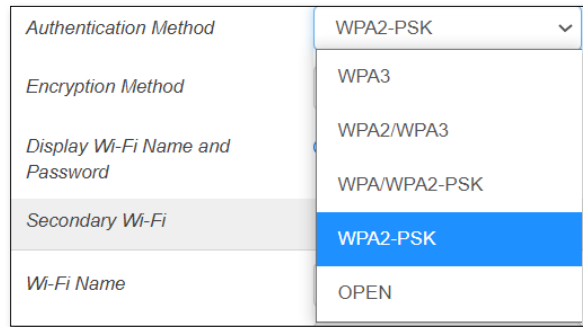 Authentication Method
WPA2-PSK
Encryption Method
WPA3
Display Wi-Fi Name and
Password
WPA2/WPA3
WPA/WPA2-PSK
Secondary Wi-Fi
WPA2-PSK
Wi-Fi Name
OPEN